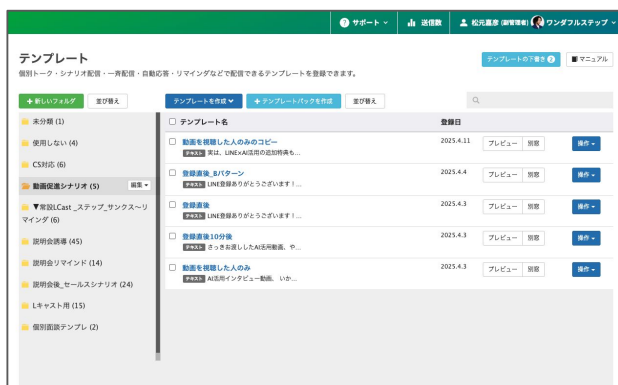 サポート
送信数
松元嘉彦 (副管理者) ワンダフルステップ
テンプレート
個別トーク・シナリオ配信・一斉配信・自動応答・リマインダなどで配信できるテンプレートを登録できます。
テンプレートの下書き 2
マニュアル
+ 新しいフォルダ
並び替え
テンプレートを作成
+ テンプレートパックを作成
並び替え
未分類 (1)
使用しない (4)
CS対応 (6)
動画促進シナリオ (5) 編集
▼常設LCast _ステップ_サンクス〜リ
マインダ (6)
説明会誘導 (45)
説明会リマインド (14)
説明会後_セールスシナリオ (24)
Lキャスト用 (15)
個別面談テンプレ (2)
テンプレート名 登録日
動画を視聴した人のみのコピー 2025.4.11 プレビュー 別窓 操作
テキスト 実は、LINE×AI活用の追加特典も...
登録直後_Bパターン 2025.4.4 プレビュー 別窓 操作
テキスト LINE登録ありがとうございます！...
登録直後 2025.4.3 プレビュー 別窓 操作
テキスト LINE登録ありがとうございます！...
登録直後10分後 2025.4.3 プレビュー 別窓 操作
テキスト さっきお渡ししたAI活用動画、や...
動画を視聴した人のみ 2025.4.3 プレビュー 別窓 操作
テキスト AI活用インタビュー動画、 いか...